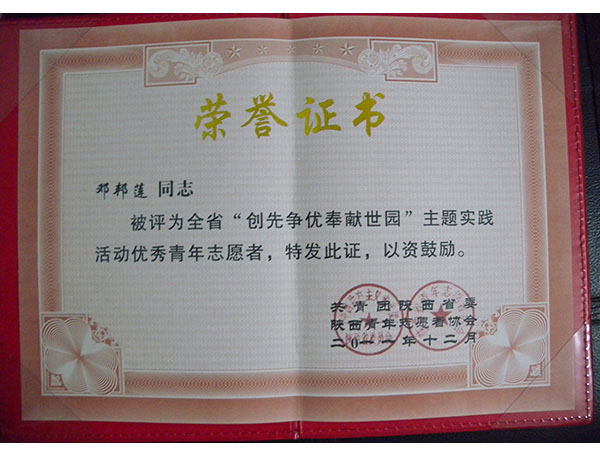 荣誉证书
邓邦莲 同志
被评为全省“创先争优奉献世园”主题实践
活动优秀青年志愿者，特发此证，以资鼓励。
共青团陕西省委
陕西青年志愿者协会
二〇一一年十二月